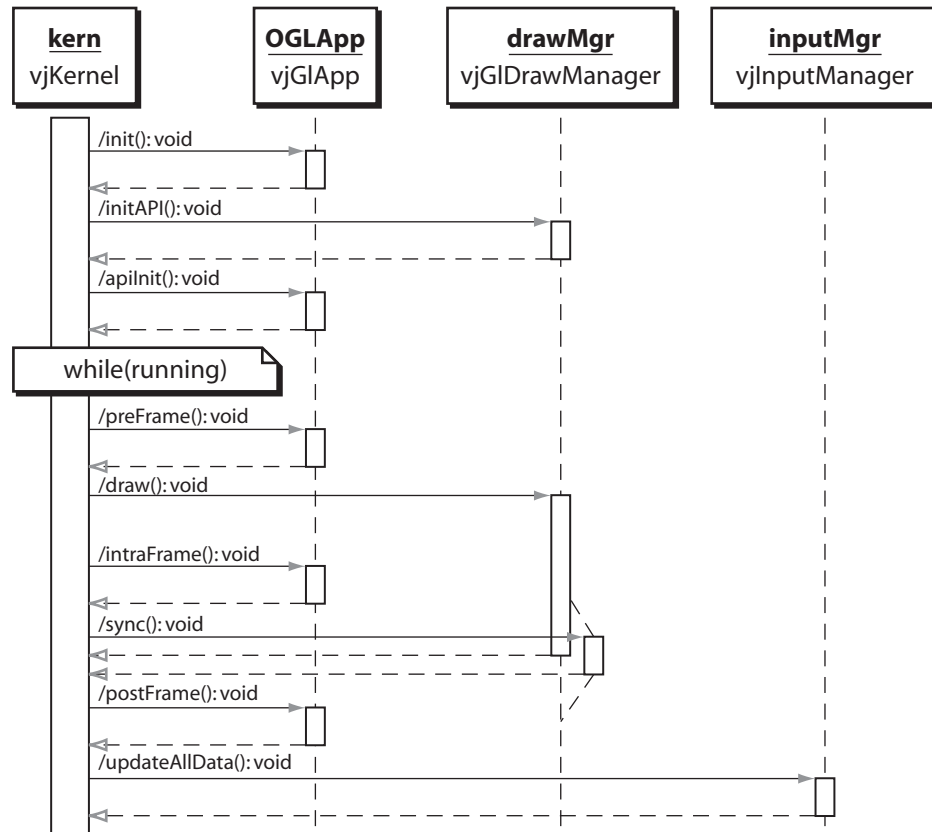 kern
vjKernel
OGLApp
vjGlApp
drawMgr
vjGlDrawManager
inputMgr
vjInputManager
/init(): void
/initAPI(): void
/apiInit(): void
while(running)
/preFrame(): void
/draw(): void
/intraFrame(): void
/sync(): void
/postFrame(): void
/updateAllData(): void